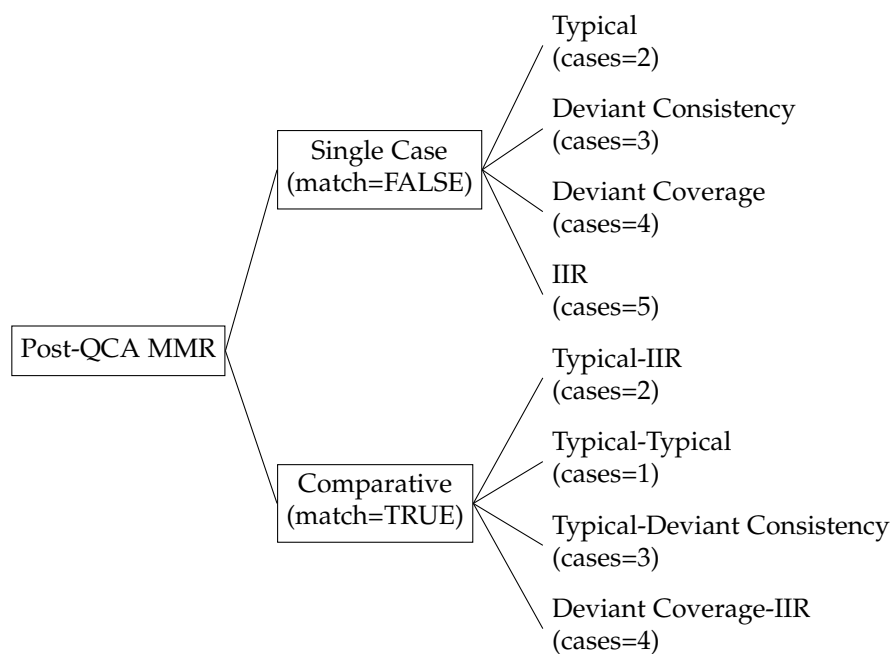 Typical
(cases=2)
Deviant Consistency
(cases=3)
Single Case
(match=FALSE)
Deviant Coverage
(cases=4)
IIR
(cases=5)
Post-QCA MMR
Typical-IIR
(cases=2)
Typical-Typical
(cases=1)
Comparative
(match=TRUE)
Typical-Deviant Consistency
(cases=3)
Deviant Coverage-IIR
(cases=4)